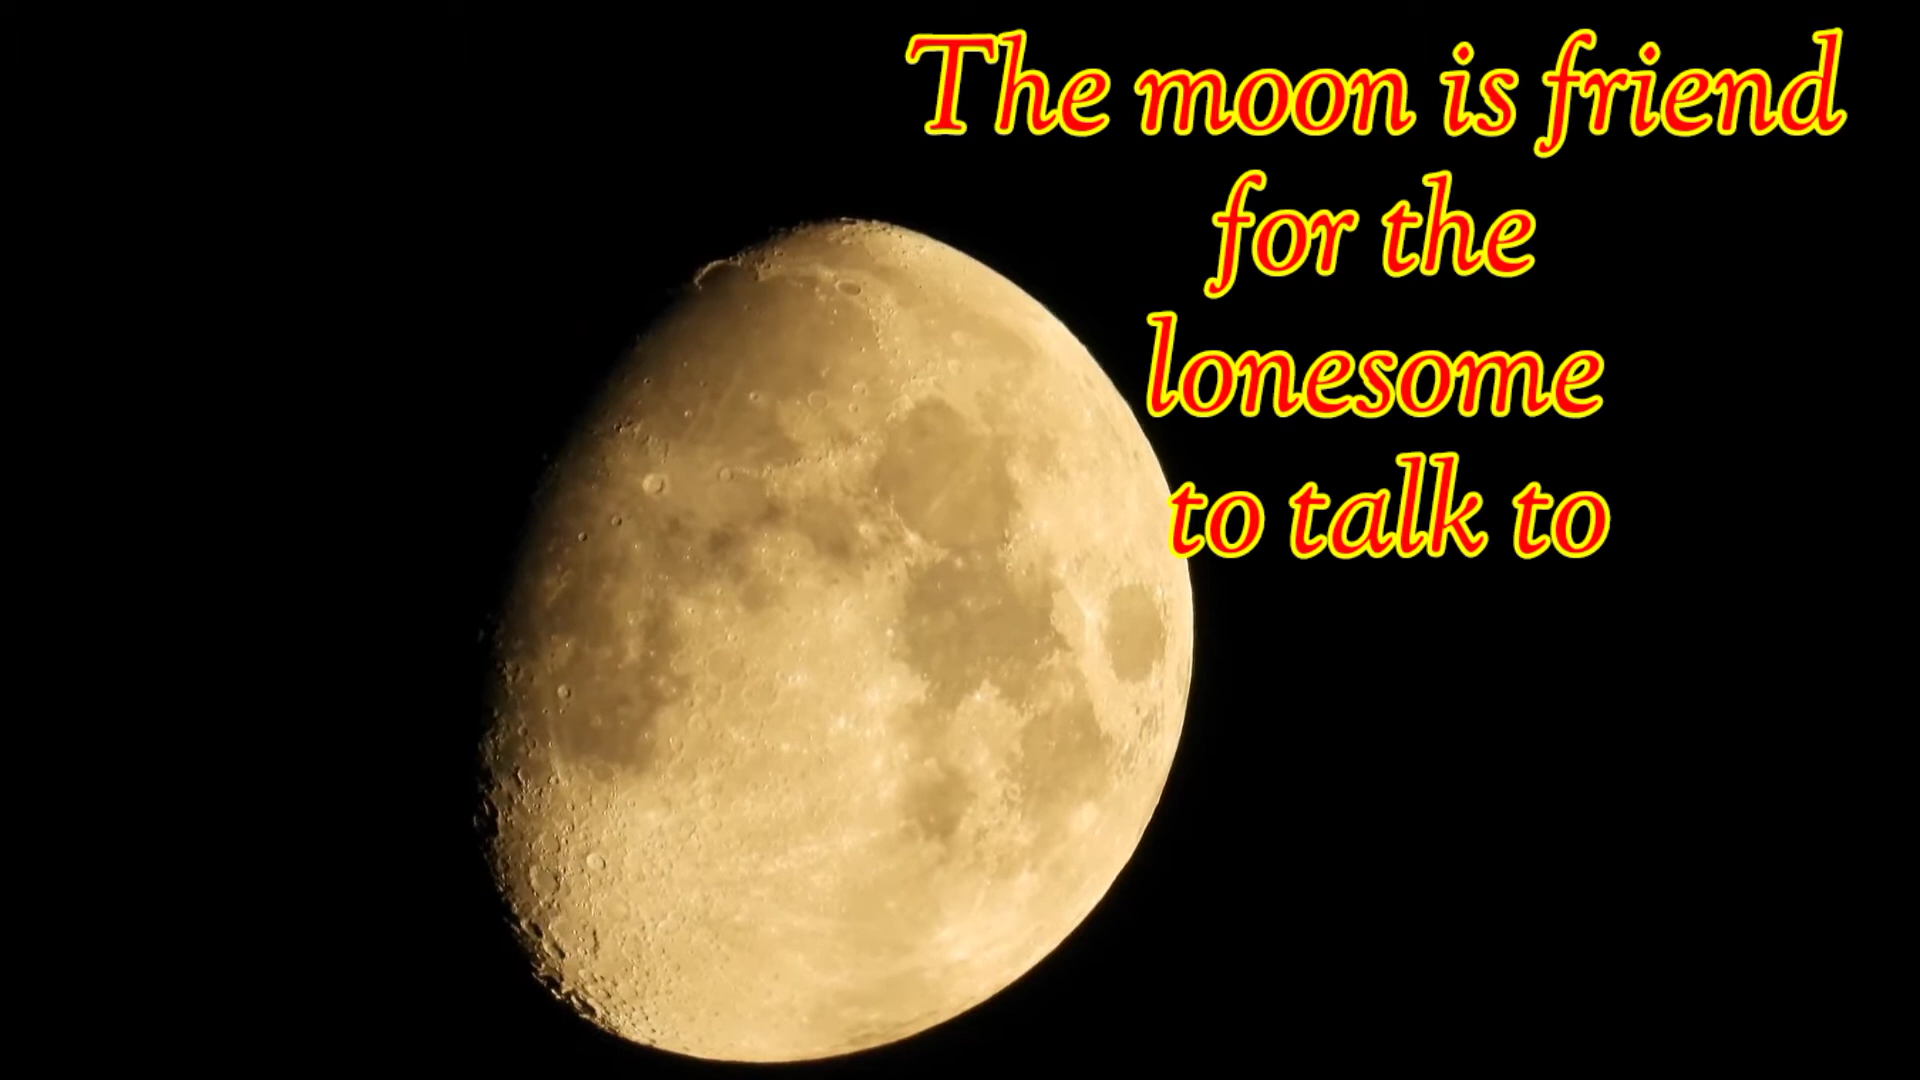 The moon is friend
for the
lonesome
to talk to